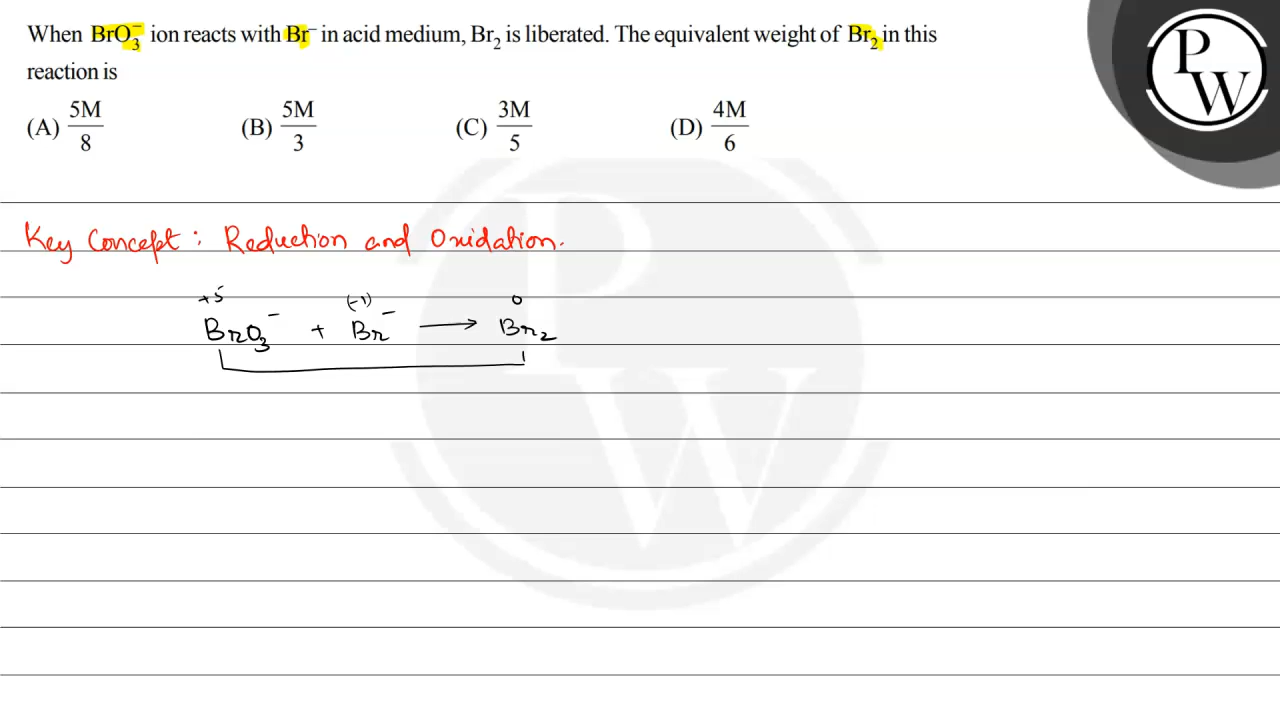 When BrO₃⁻ ion reacts with Br⁻ in acid medium, Br₂ is liberated. The equivalent weight of Br₂ in this
reaction is
(A) 5M/8 (B) 5M/3 (C) 3M/5 (D) 4M/6
Key Concept : Reduction and Oxidation.
+5 (-1) 0
BrO₃⁻ + Br⁻ ⟶ Br₂
P
W